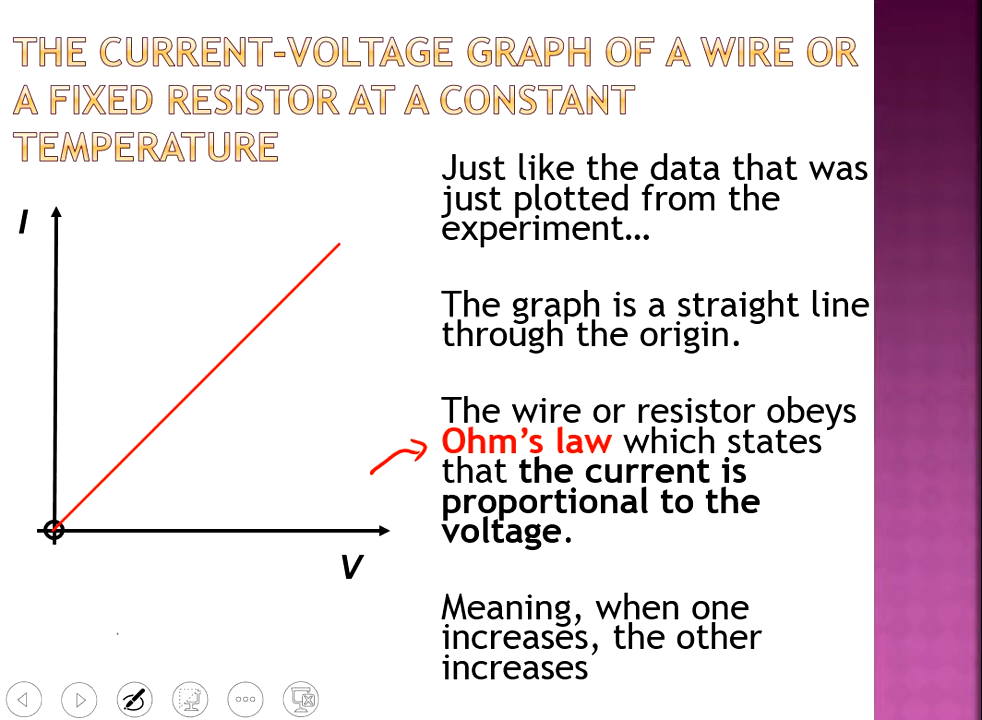 THE CURRENT-VOLTAGE GRAPH OF A WIRE OR
A FIXED RESISTOR AT A CONSTANT
TEMPERATURE
Just like the data that was
just plotted from the
experiment…
I
The graph is a straight line
through the origin.
The wire or resistor obeys
Ohm’s law which states
that the current is
proportional to the
voltage.
V
Meaning, when one
increases, the other
increases